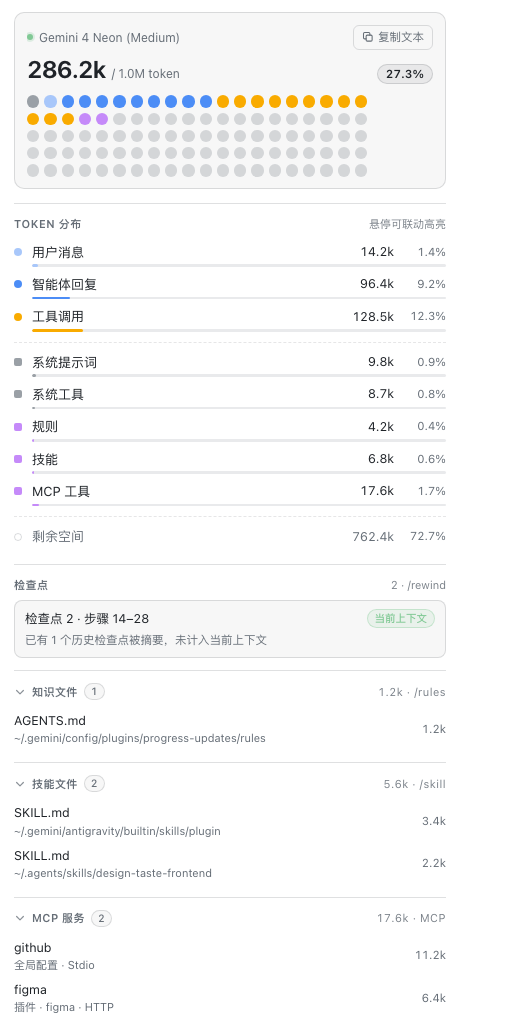 Gemini 4 Neon (Medium) 复制文本
286.2k / 1.0M token 27.3%
TOKEN 分布 悬停可联动高亮
用户消息 14.2k 1.4%
智能体回复 96.4k 9.2%
工具调用 128.5k 12.3%
系统提示词 9.8k 0.9%
系统工具 8.7k 0.8%
规则 4.2k 0.4%
技能 6.8k 0.6%
MCP 工具 17.6k 1.7%
剩余空间 762.4k 72.7%
检查点 2 · /rewind
检查点 2 · 步骤 14–28 当前上下文
已有 1 个历史检查点被摘要，未计入当前上下文
知识文件 1 1.2k · /rules
AGENTS.md 1.2k
~/.gemini/config/plugins/progress-updates/rules
技能文件 2 5.6k · /skill
SKILL.md 3.4k
~/.gemini/antigravity/builtin/skills/plugin
SKILL.md 2.2k
~/.agents/skills/design-taste-frontend
MCP 服务 2 17.6k · MCP
github 11.2k
全局配置 · Stdio
figma 6.4k
插件 · figma · HTTP